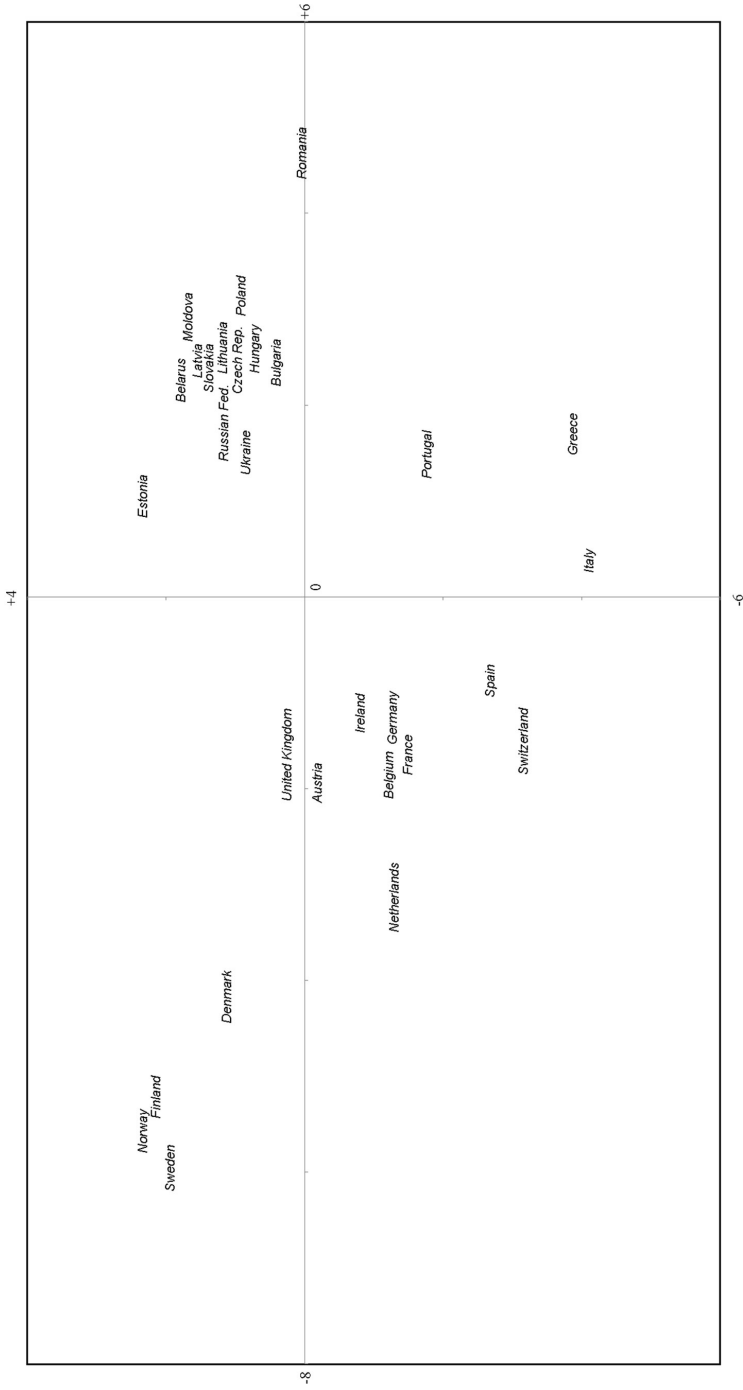 +4
Estonia
Belarus
Moldova
Latvia
Slovakia
Lithuania
Russian Fed.
Czech Rep.
Poland
Ukraine
Hungary
Norway
Finland
Sweden
Denmark
Bulgaria
United Kingdom
-8
Romania
+6
Austria
0
Ireland
Belgium
Germany
Netherlands
France
Portugal
Spain
Switzerland
Greece
Italy
-6